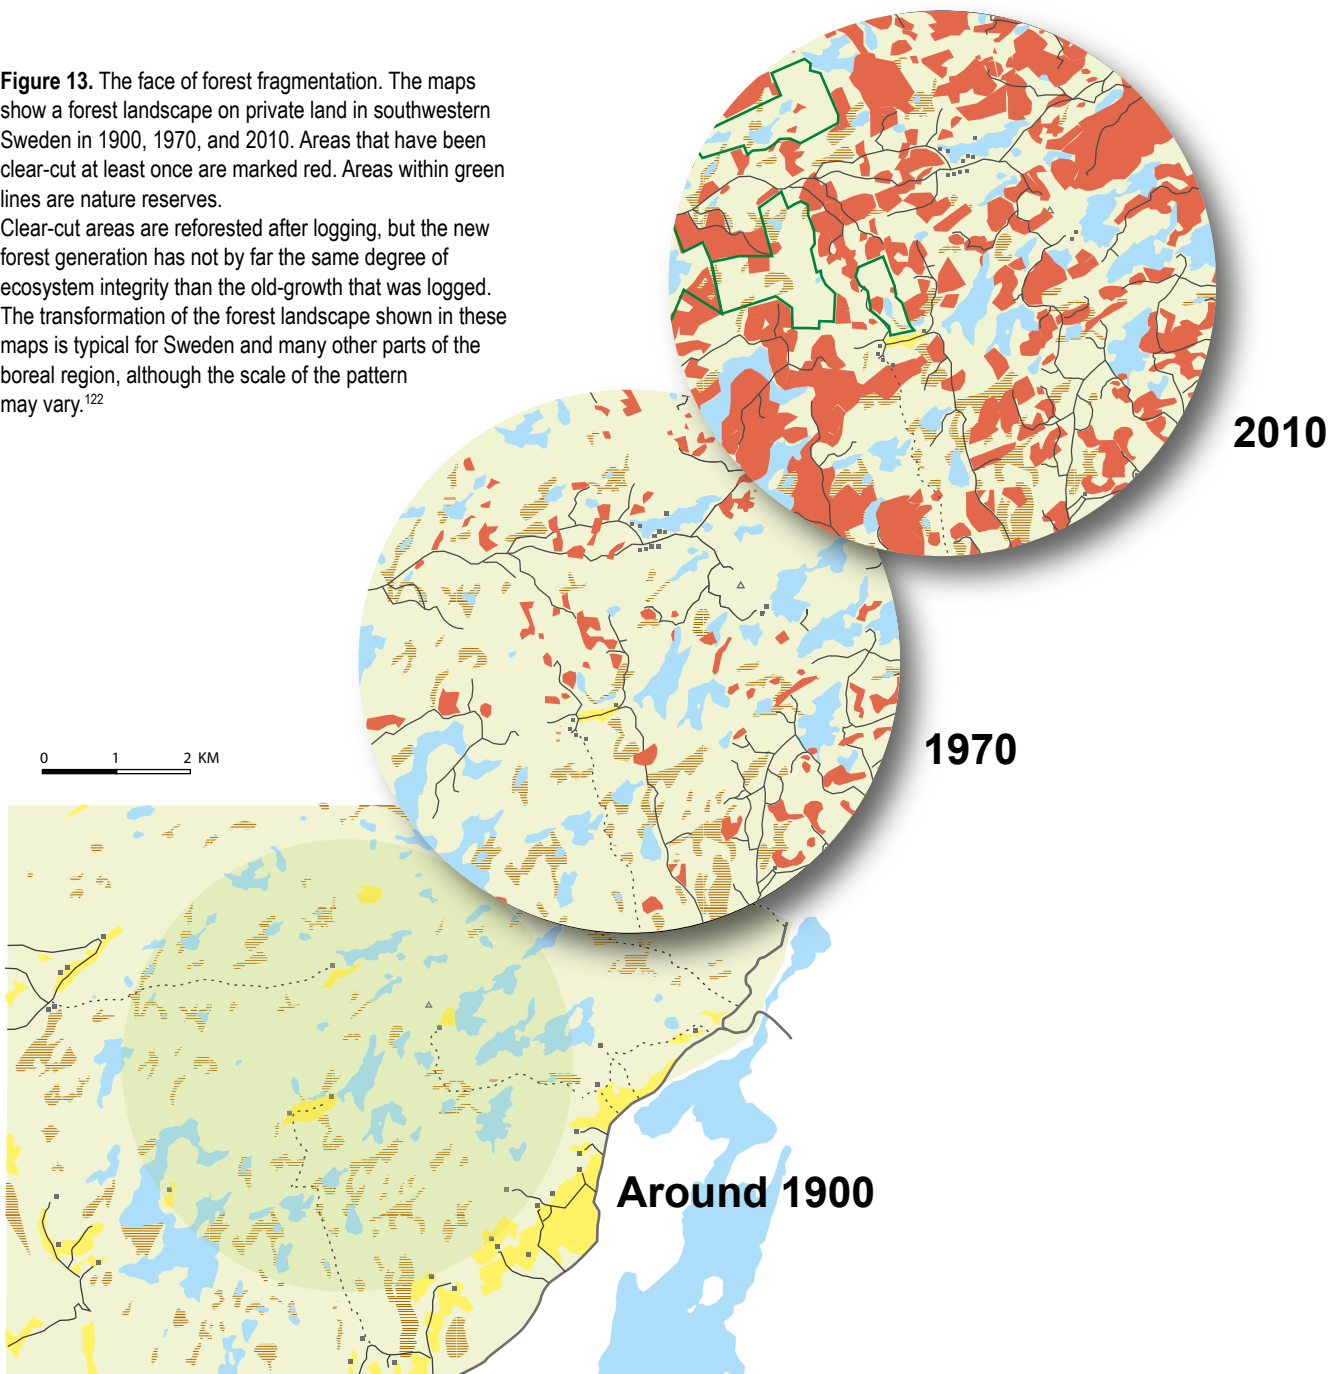 Figure 13. The face of forest fragmentation. The maps
show a forest landscape on private land in southwestern
Sweden in 1900, 1970, and 2010. Areas that have been
clear-cut at least once are marked red. Areas within green
lines are nature reserves.
Clear-cut areas are reforested after logging, but the new
forest generation has not by far the same degree of
ecosystem integrity than the old-growth that was logged.
The transformation of the forest landscape shown in these
maps is typical for Sweden and many other parts of the
boreal region, although the scale of the pattern
may vary.122
2010
1970
0 1 2 KM
Around 1900